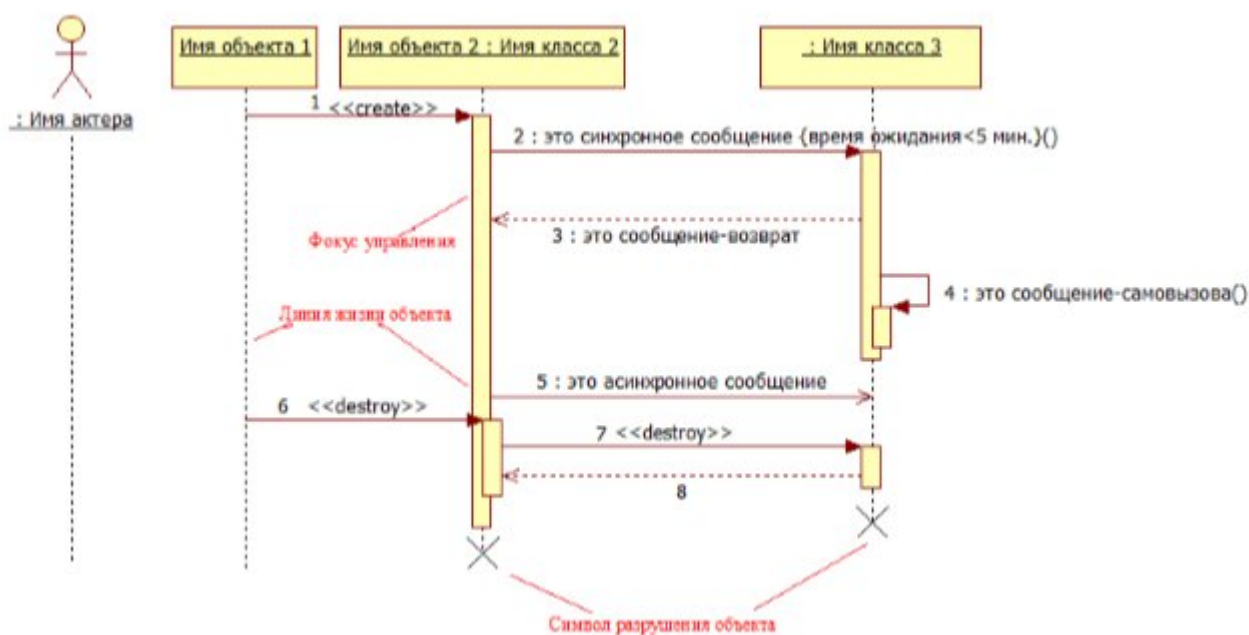 Имя объекта 1
Имя объекта 2 : Имя класса 2
: Имя класса 3
: Имя актера
1 <<create>>
2 : это синхронное сообщение {время ожидания<5 мин.}()
3 : это сообщение-возврат
Фокус управления
4 : это сообщение-самовызова()
Линия жизни объекта
5 : это асинхронное сообщение
6 <<destroy>>
7 <<destroy>>
8
Символ разрушения объекта